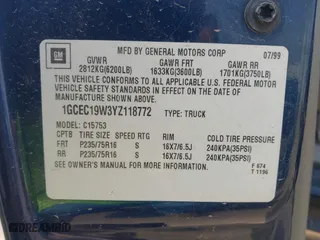 GM
MFD BY GENERAL MOTORS CORP 07/99
GVWR GAWR FRT GAWR RR
2812KG(6200LB) 1633KG(3600LB) 1701KG(3750LB)
THIS VEHICLE CONFORMS TO ALL APPLICABLE U.S. FEDERAL MOTOR
VEHICLE SAFETY STANDARDS IN EFFECT ON THE DATE OF
MANUFACTURE SHOWN ABOVE.
1GCEC19W3YZ118772 TYPE: TRUCK
MODEL: C15753
CPTB TIRE SIZE SPEED RTG RIM COLD TIRE PRESSURE
FRT P235/75R16 S 16X7/6.5J 240KPA(35PSI)
RR P235/75R16 S 16X7/6.5J 240KPA(35PSI)
SEE OWNER'S MANUAL FOR MORE INFORMATION.
F 674
T 1196